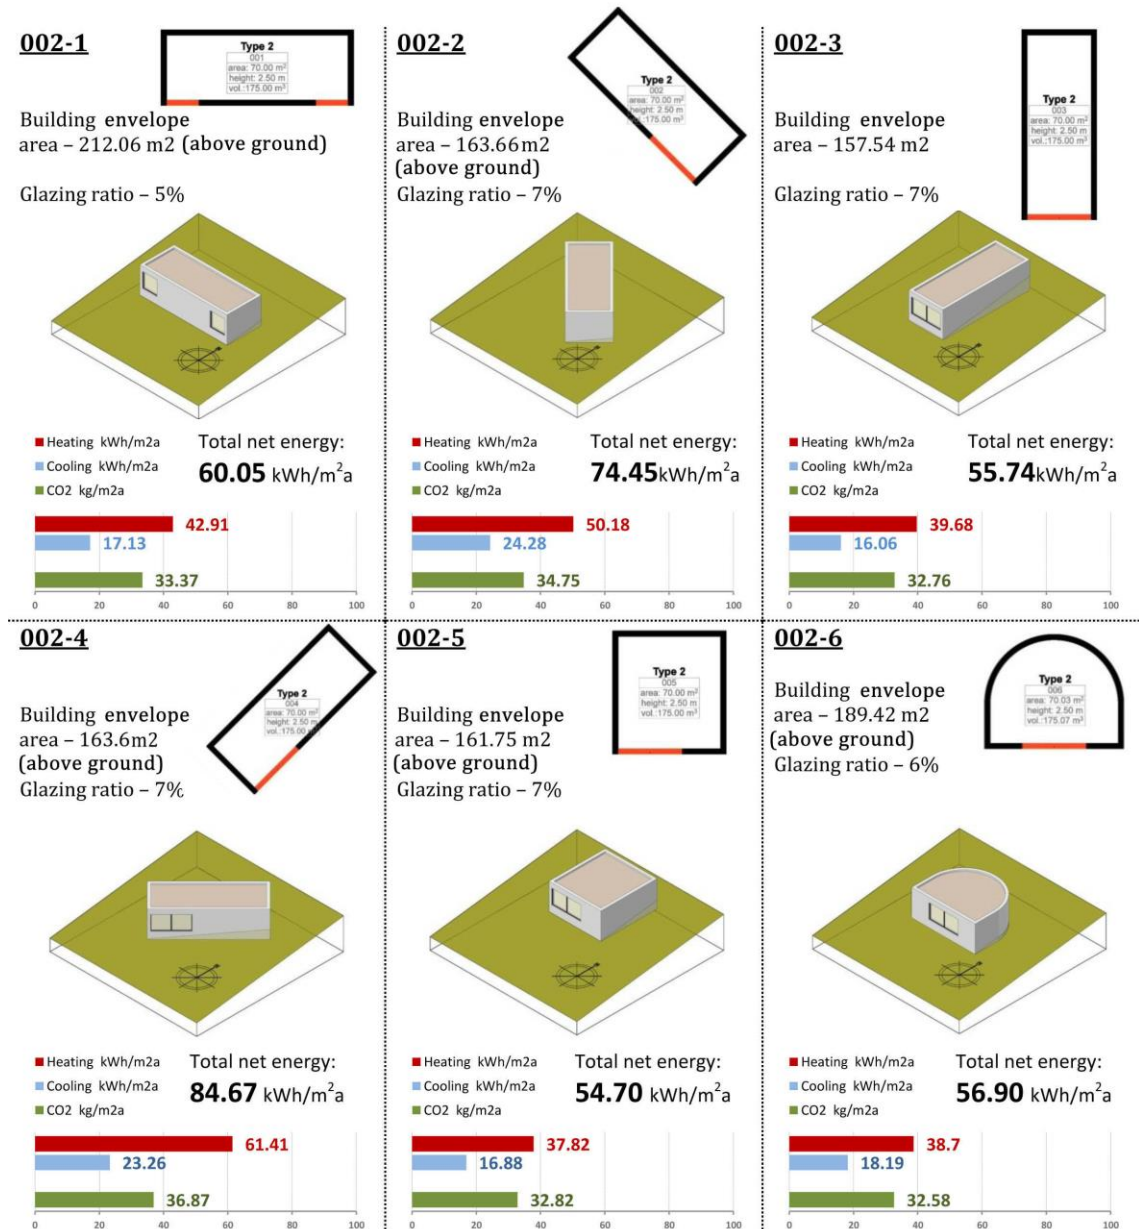 002-1
Type 2
001
area: 70.00 m²
height: 2.50 m
vol.:175.00 m³
Building envelope
area – 212.06 m2 (above ground)
Glazing ratio – 5%
Heating kWh/m2a
Cooling kWh/m2a
CO2 kg/m2a
Total net energy:
60.05 kWh/m²a
42.91
17.13
33.37
0 20 40 60 80 100
002-2
Type 2
002
area: 70.00 m²
height: 2.50 m
vol.:175.00 m³
Building envelope
area – 163.66m2
(above ground)
Glazing ratio – 7%
Heating kWh/m2a
Cooling kWh/m2a
CO2 kg/m2a
Total net energy:
74.45kWh/m²a
50.18
24.28
34.75
0 20 40 60 80 100
002-3
Type 2
003
area: 70.00 m²
height: 2.50 m
vol.:175.00 m³
Building envelope
area – 157.54 m2
Glazing ratio – 7%
Heating kWh/m2a
Cooling kWh/m2a
CO2 kg/m2a
Total net energy:
55.74kWh/m²a
39.68
16.06
32.76
0 20 40 60 80 100
002-4
Type 2
004
area: 70.00 m²
height: 2.50 m
vol.:175.00 m³
Building envelope
area – 163.6m2
(above ground)
Glazing ratio – 7%
Heating kWh/m2a
Cooling kWh/m2a
CO2 kg/m2a
Total net energy:
84.67 kWh/m²a
61.41
23.26
36.87
0 20 40 60 80 100
002-5
Type 2
005
area: 70.00 m²
height: 2.50 m
vol.:175.00 m³
Building envelope
area – 161.75 m2
(above ground)
Glazing ratio – 7%
Heating kWh/m2a
Cooling kWh/m2a
CO2 kg/m2a
Total net energy:
54.70 kWh/m²a
37.82
16.88
32.82
0 20 40 60 80 100
002-6
Type 2
006
area: 70.03 m²
height: 2.50 m
vol.:175.07 m³
Building envelope
area – 189.42 m2
(above ground)
Glazing ratio – 6%
Heating kWh/m2a
Cooling kWh/m2a
CO2 kg/m2a
Total net energy:
56.90 kWh/m²a
38.7
18.19
32.58
0 20 40 60 80 100